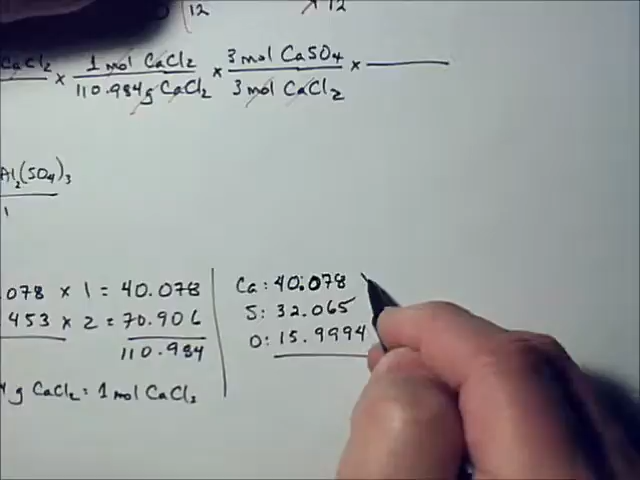 12 12
CaCl2 × 1 mol CaCl2 / 110.984g CaCl2 × 3 mol CaSO4 / 3 mol CaCl2 ×
Al2(SO4)3
1
078 × 1 = 40.078
453 × 2 = 70.906
110.984
g CaCl2 = 1 mol CaCl2
Ca: 40.078
S: 32.065
O: 15.9994